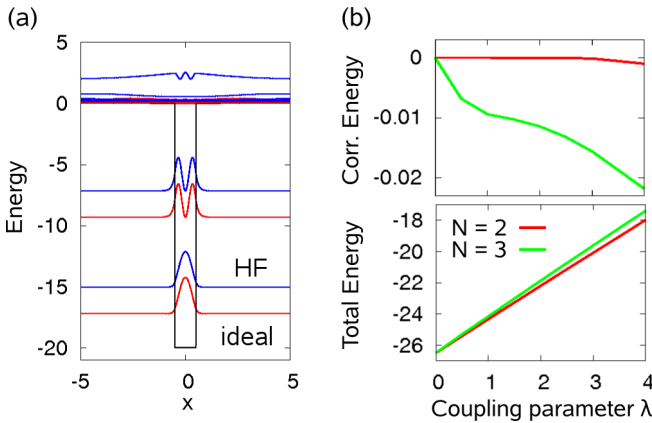 (a)
5
0
-5
-10
-15
-20
Energy
HF
ideal
-5
0
5
x
(b)
0
-0.01
-0.02
Corr. Energy
-18
-20
-22
-24
-26
Total Energy
N = 2
N = 3
0
1
2
3
4
Coupling parameter λ